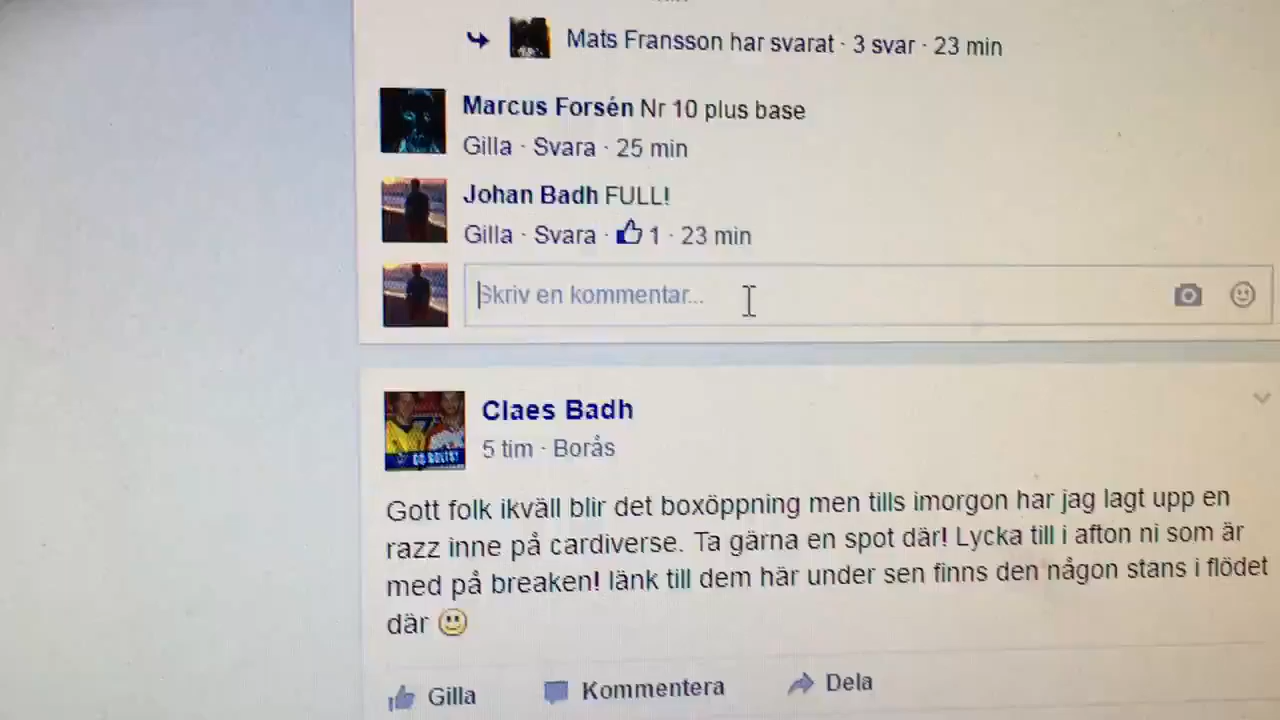 Mats Fransson har svarat · 3 svar · 23 min
Marcus Forsén Nr 10 plus base
Gilla · Svara · 25 min
Johan Badh FULL!
Gilla · Svara · 1 · 23 min
Skriv en kommentar...
Claes Badh
5 tim · Borås
GO BOLTS!
Gott folk ikväll blir det boxöppning men tills imorgon har jag lagt upp en
razz inne på cardiverse. Ta gärna en spot där! Lycka till i afton ni som är
med på breaken! länk till dem här under sen finns den någon stans i flödet
där
Gilla Kommentera Dela